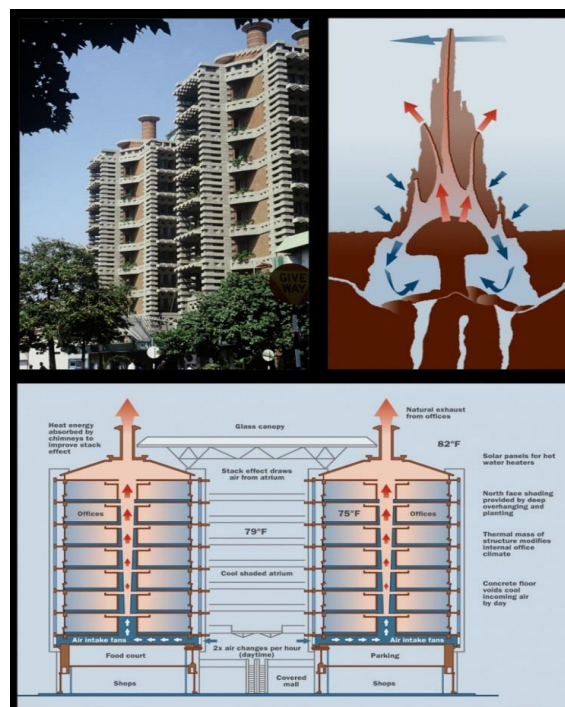 GIVE
WAY
Heat energy
absorbed by
chimneys to
improve stack
effect
Glass canopy
Natural exhaust
from offices
82°F
Stack effect draws
air from atrium
Solar panels for hot
water heaters
North face shading
provided by deep
overhanging and
planting
Offices
79°F
75°F
Offices
Thermal mass of
structure modifies
internal office
climate
Cool shaded atrium
Concrete floor
voids cool
incoming air
by day
Air intake fans
2x air changes per hour
(daytime)
Air intake fans
Food court
Parking
Shops
Covered
mall
Shops